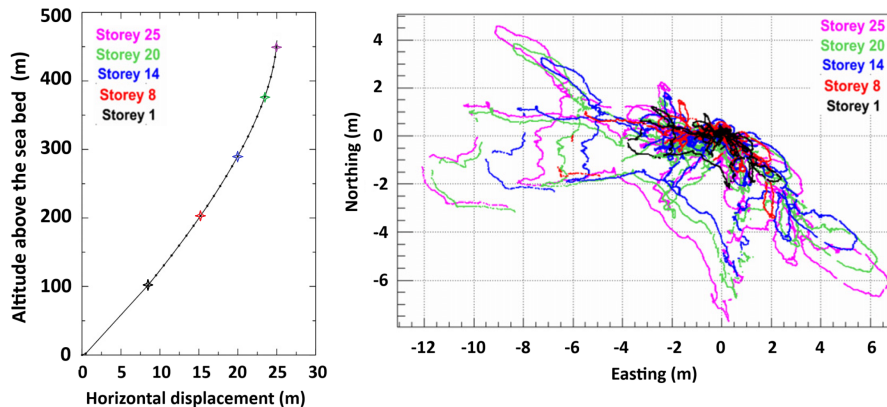 500
400
300
200
100
0
Altitude above the sea bed (m)
Storey 25
Storey 20
Storey 14
Storey 8
Storey 1
0 5 10 15 20 25 30
Horizontal displacement (m)
4
2
0
-2
-4
-6
Northing (m)
Storey 25
Storey 20
Storey 14
Storey 8
Storey 1
-12 -10 -8 -6 -4 -2 0 2 4 6
Easting (m)